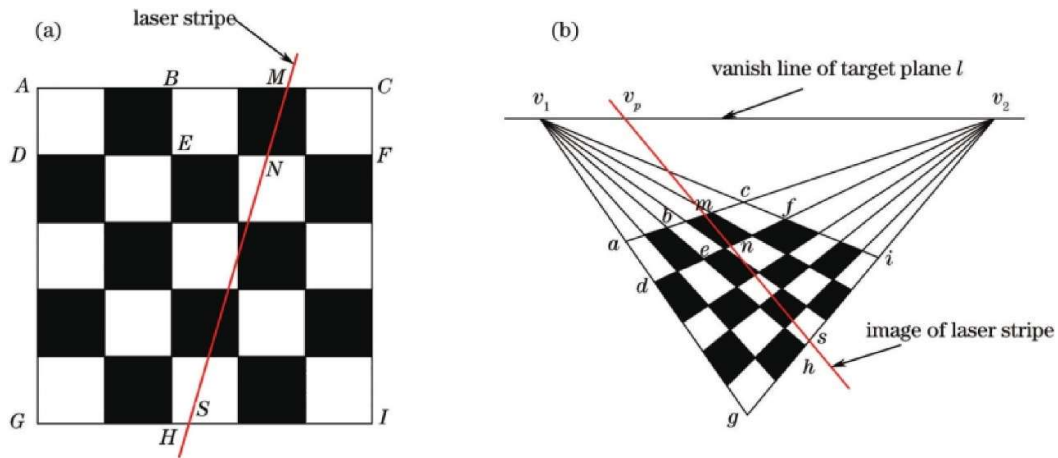 (a)
laser stripe
A
B
M
C
D
E
N
F
G
H
S
I
(b)
vanish line of target plane l
v₁
vₚ
v₂
a
b
m
c
f
d
e
n
i
s
h
g
image of laser stripe